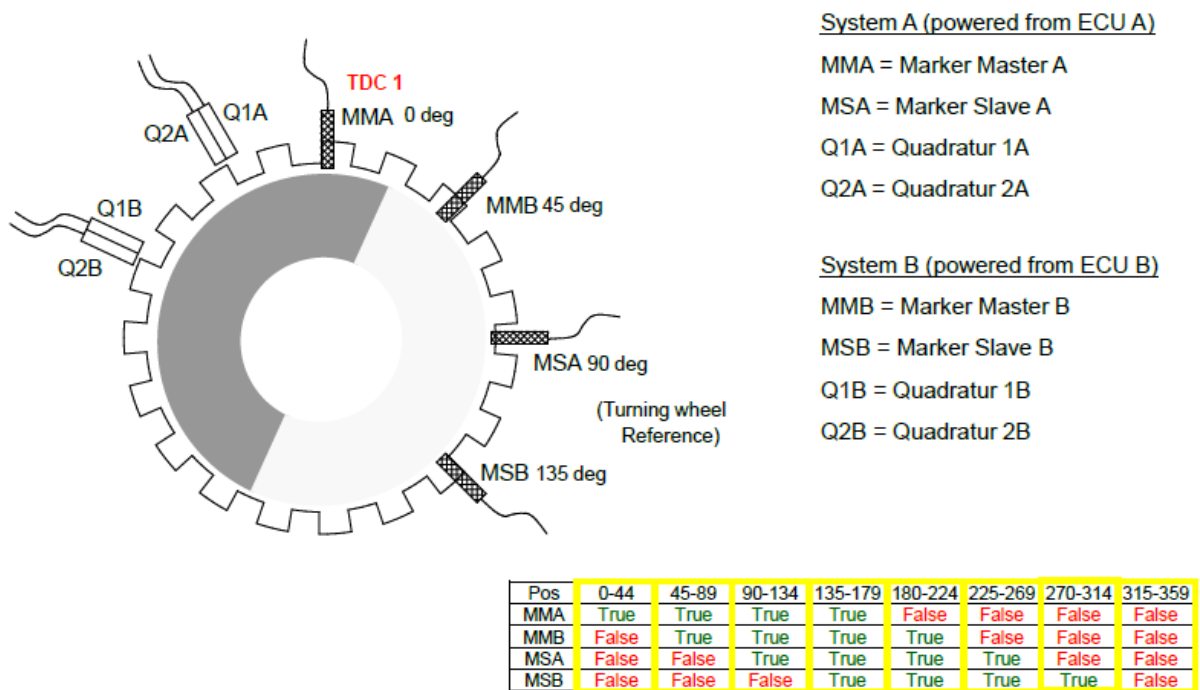 System A (powered from ECU A)
MMA = Marker Master A
MSA = Marker Slave A
Q1A = Quadratur 1A
Q2A = Quadratur 2A
System B (powered from ECU B)
MMB = Marker Master B
MSB = Marker Slave B
Q1B = Quadratur 1B
Q2B = Quadratur 2B
TDC 1
MMA 0 deg
Q1A
Q2A
MMB 45 deg
Q1B
Q2B
MSA 90 deg
(Turning wheel
Reference)
MSB 135 deg
Pos 0-44 45-89 90-134 135-179 180-224 225-269 270-314 315-359
MMA True True True True False False False False
MMB False True True True True False False False
MSA False False True True True True False False
MSB False False False True True True True False